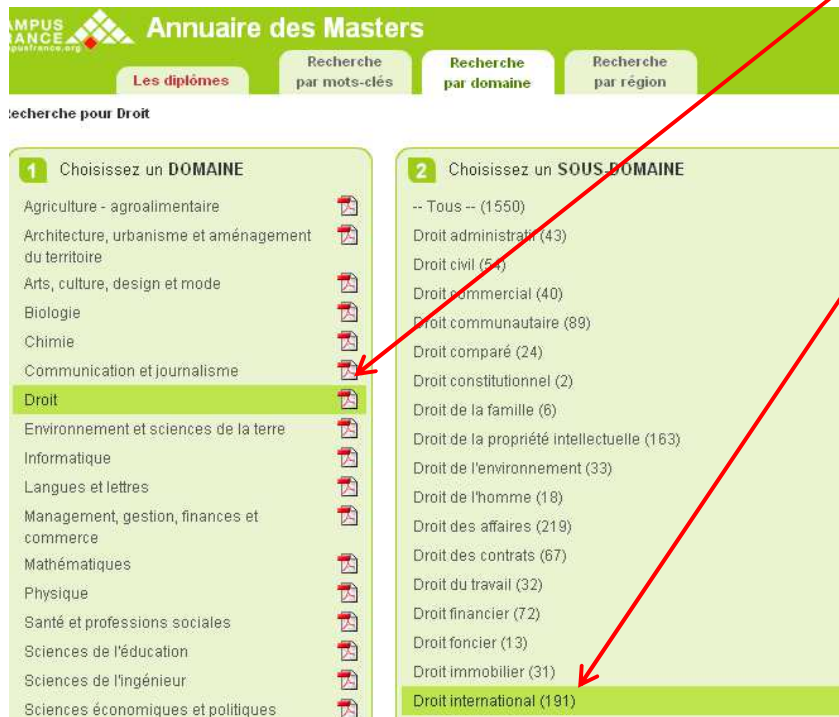 AMPUS
RANCE
Annuaire des Masters
Les diplômes
Recherche
par mots-clés
Recherche
par domaine
Recherche
par région
echerche pour Droit
1 Choisissez un DOMAINE
Agriculture - agroalimentaire
Architecture, urbanisme et aménagement
du territoire
Arts, culture, design et mode
Biologie
Chimie
Communication et journalisme
Droit
Environnement et sciences de la terre
Informatique
Langues et lettres
Management, gestion, finances et
commerce
Mathématiques
Physique
Santé et professions sociales
Sciences de l'éducation
Sciences de l'ingénieur
Sciences économiques et politiques
2 Choisissez un SOUS-DOMAINE
-- Tous -- (1550)
Droit administratif (43)
Droit civil (54)
Droit commercial (40)
Droit communautaire (89)
Droit comparé (24)
Droit constitutionnel (2)
Droit de la famille (6)
Droit de la propriété intellectuelle (163)
Droit de l'environnement (33)
Droit de l'homme (18)
Droit des affaires (219)
Droit des contrats (67)
Droit du travail (32)
Droit financier (72)
Droit foncier (13)
Droit immobilier (31)
Droit international (191)